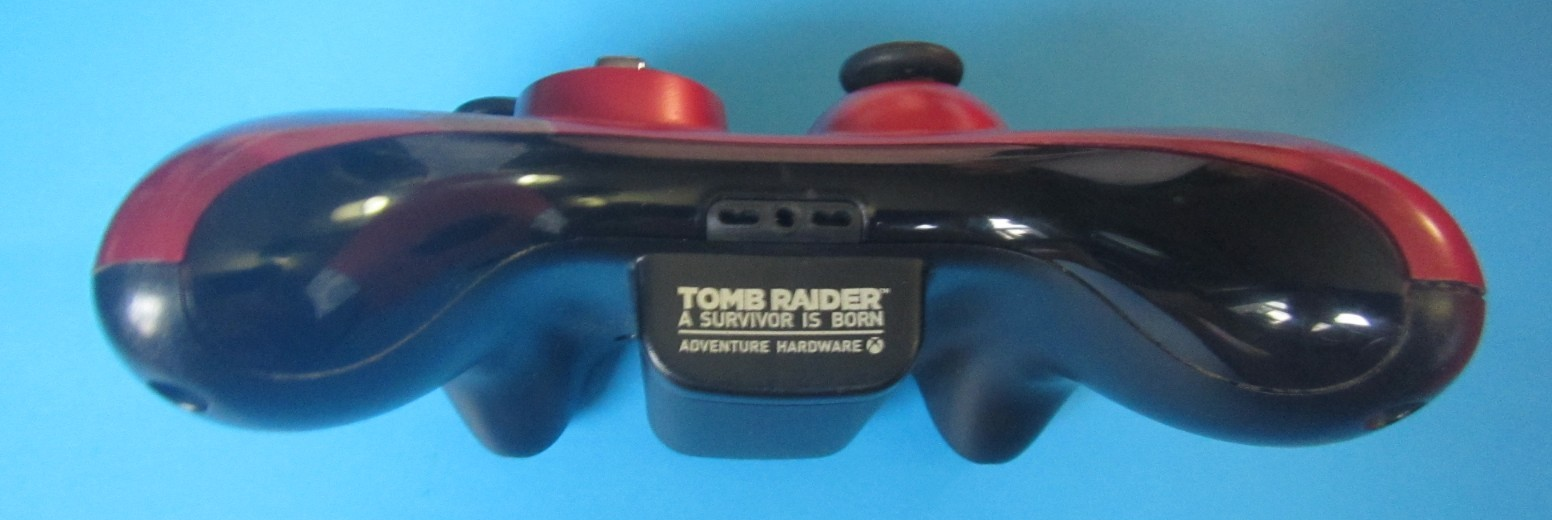 TOMB RAIDER™
A SURVIVOR IS BORN
ADVENTURE HARDWARE